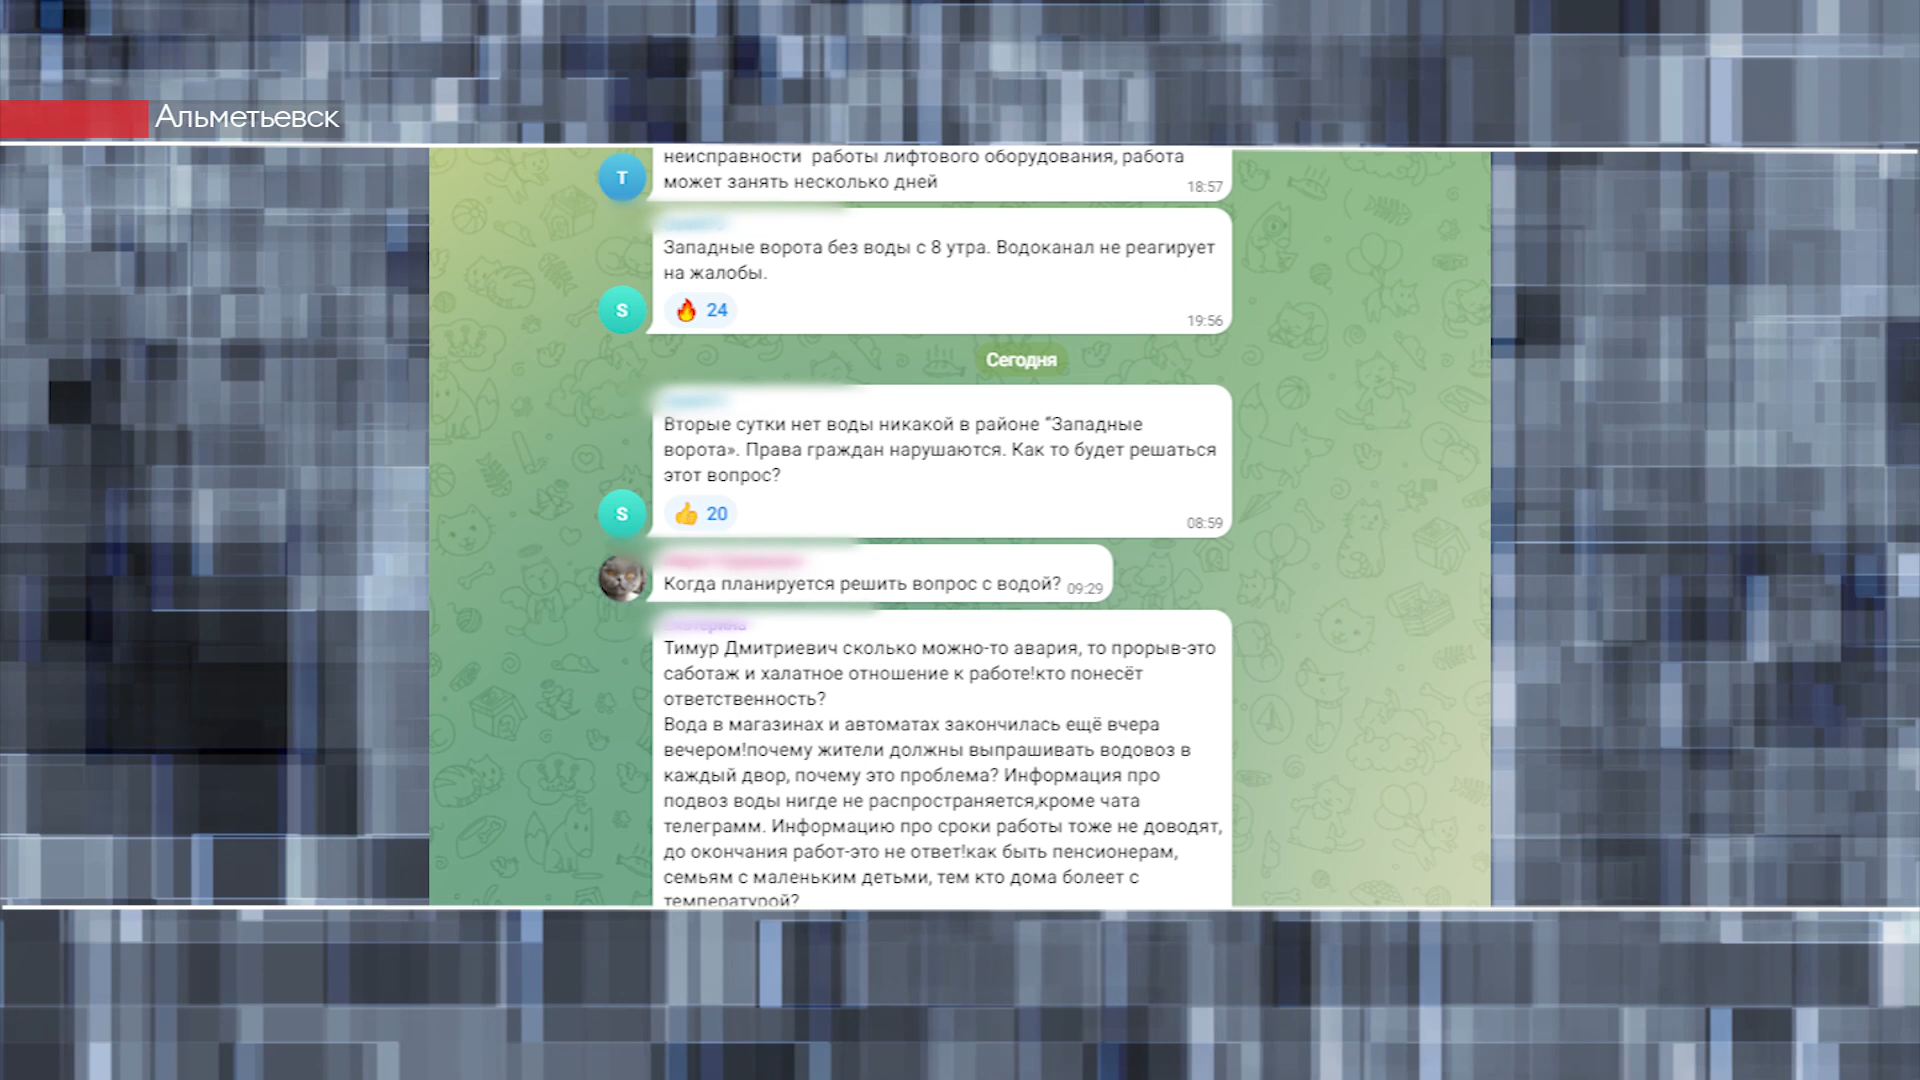 Альметьевск
неисправности работы лифтового оборудования, работа
может занять несколько дней
18:57
Т
Западные ворота без воды с 8 утра. Водоканал не реагирует
на жалобы.
S
24
19:56
Сегодня
Вторые сутки нет воды никакой в районе “Западные
ворота». Права граждан нарушаются. Как то будет решаться
этот вопрос?
S
20
08:59
Когда планируется решить вопрос с водой? 09:29
Екатерина
Тимур Дмитриевич сколько можно-то авария, то прорыв-это
саботаж и халатное отношение к работе!кто понесёт
ответственность?
Вода в магазинах и автоматах закончилась ещё вчера
вечером!почему жители должны выпрашивать водовоз в
каждый двор, почему это проблема? Информация про
подвоз воды нигде не распространяется,кроме чата
телеграмм. Информацию про сроки работы тоже не доводят,
до окончания работ-это не ответ!как быть пенсионерам,
семьям с маленьким детьми, тем кто дома болеет с
температурой?